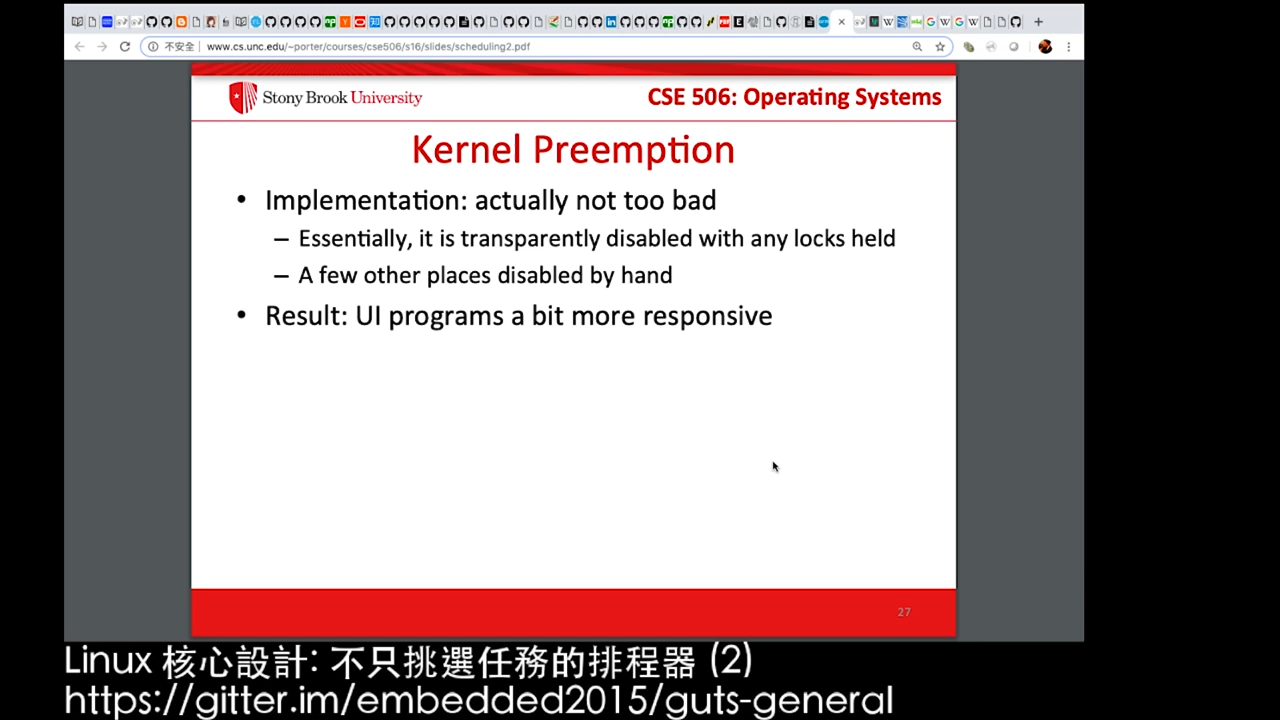 不安全 www.cs.unc.edu/~porter/courses/cse506/s16/slides/scheduling2.pdf
Stony Brook University
CSE 506: Operating Systems
Kernel Preemption
• Implementation: actually not too bad
– Essentially, it is transparently disabled with any locks held
– A few other places disabled by hand
• Result: UI programs a bit more responsive
27
Linux 核心設計: 不只挑選任務的排程器 (2)
https://gitter.im/embedded2015/guts-general